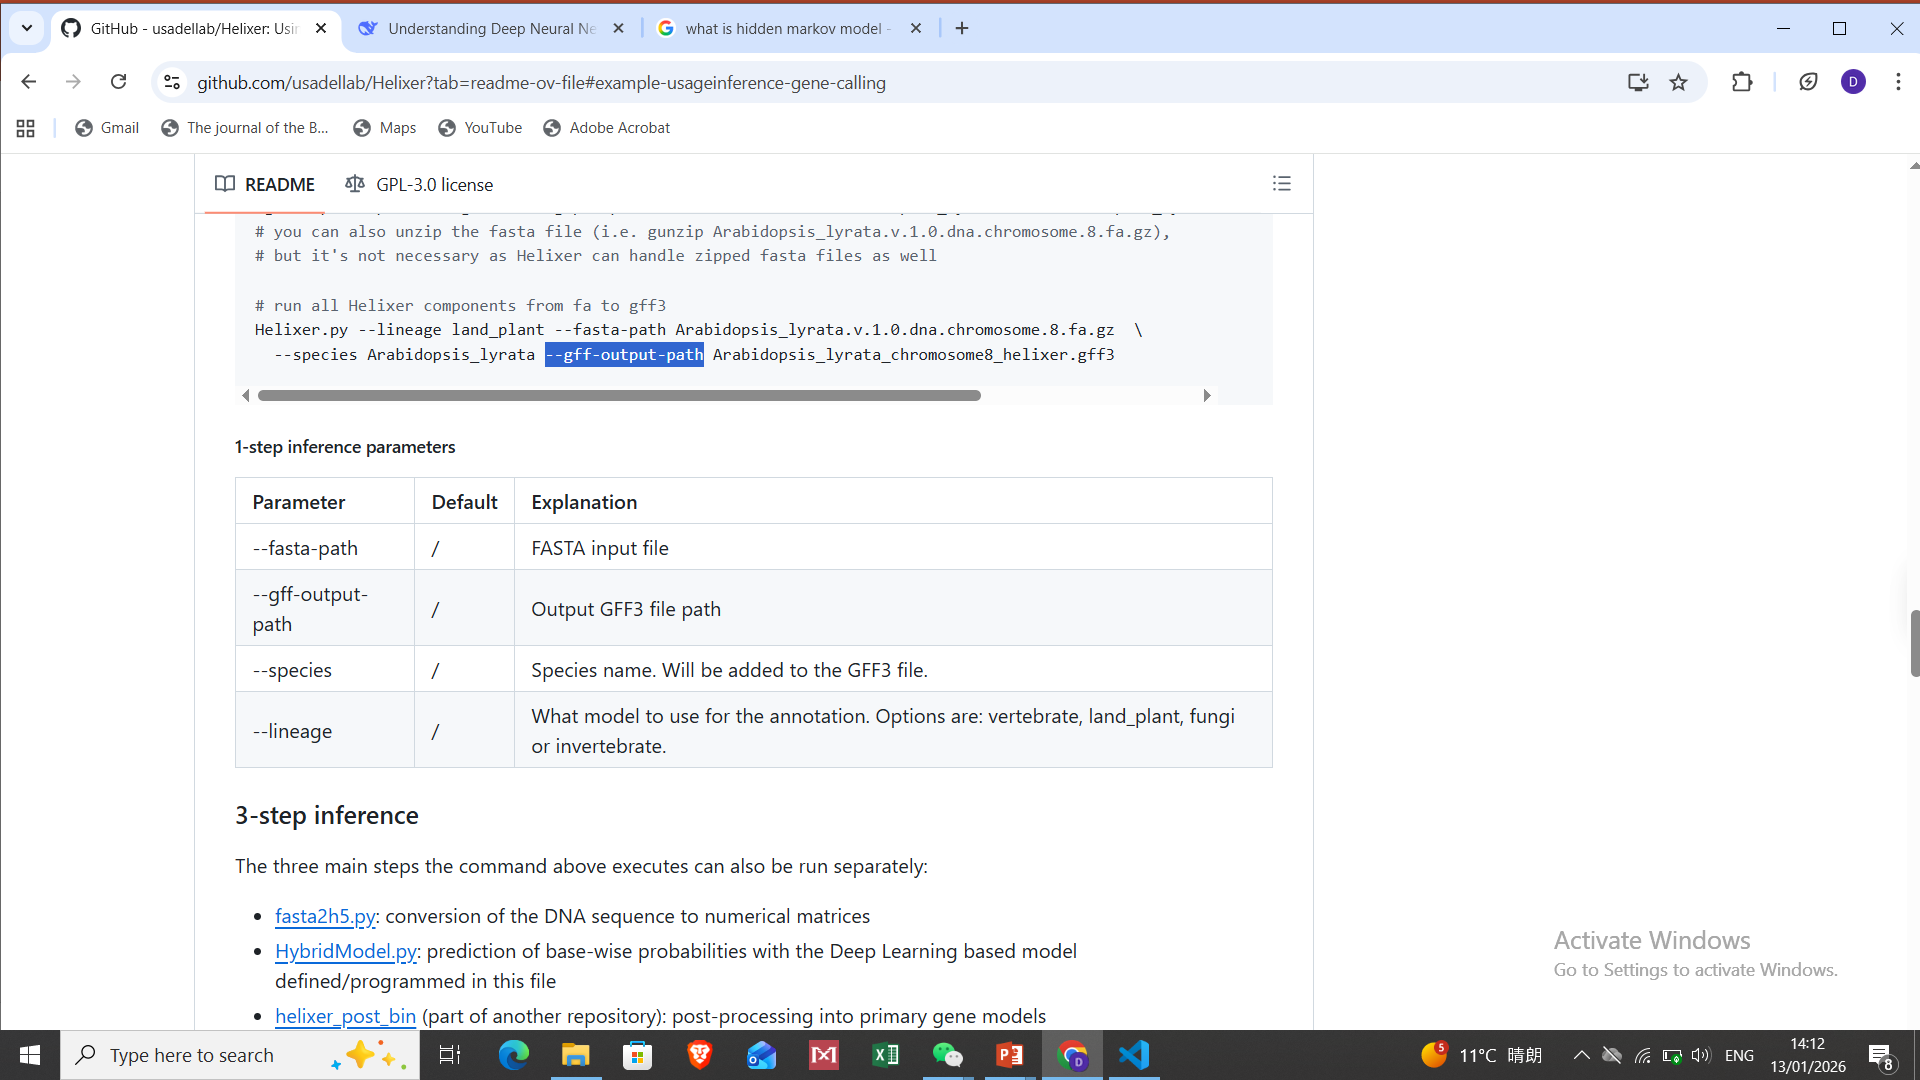 GitHub - usadellab/Helixer: Usin
Understanding Deep Neural Ne
what is hidden markov model -
github.com/usadellab/Helixer?tab=readme-ov-file#example-usageinference-gene-calling
D
Gmail
The journal of the B...
Maps
YouTube
Adobe Acrobat
README
GPL-3.0 license
# you can also unzip the fasta file (i.e. gunzip Arabidopsis_lyrata.v.1.0.dna.chromosome.8.fa.gz),
# but it's not necessary as Helixer can handle zipped fasta files as well
# run all Helixer components from fa to gff3
Helixer.py --lineage land_plant --fasta-path Arabidopsis_lyrata.v.1.0.dna.chromosome.8.fa.gz \
--species Arabidopsis_lyrata --gff-output-path Arabidopsis_lyrata_chromosome8_helixer.gff3
1-step inference parameters
Parameter Default Explanation
--fasta-path / FASTA input file
--gff-output-
path / Output GFF3 file path
--species / Species name. Will be added to the GFF3 file.
--lineage / What model to use for the annotation. Options are: vertebrate, land_plant, fungi
or invertebrate.
3-step inference
The three main steps the command above executes can also be run separately:
fasta2h5.py: conversion of the DNA sequence to numerical matrices
HybridModel.py: prediction of base-wise probabilities with the Deep Learning based model
defined/programmed in this file
helixer_post_bin (part of another repository): post-processing into primary gene models
Activate Windows
Go to Settings to activate Windows.
Type here to search
5
11°C 晴朗
ENG
14:12
13/01/2026
8